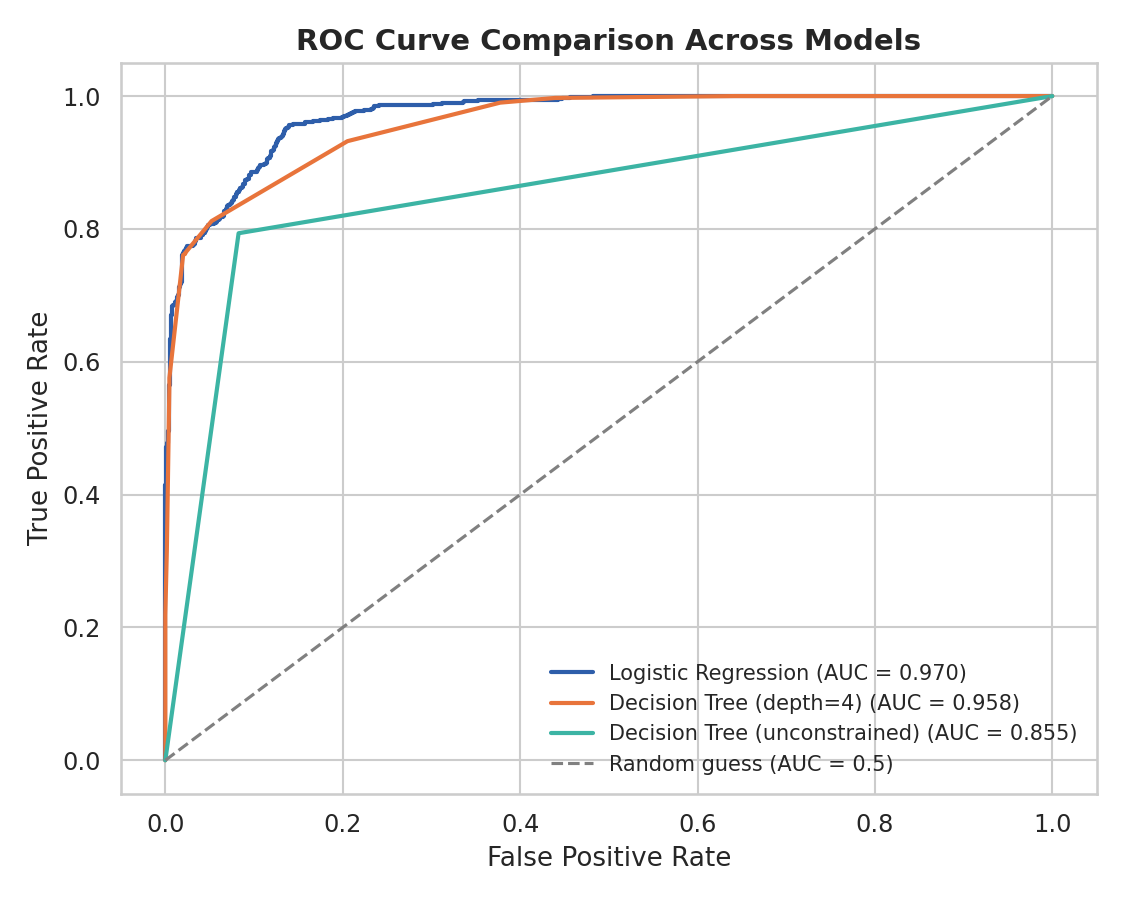 ROC Curve Comparison Across Models
True Positive Rate
1.0
0.8
0.6
0.4
0.2
0.0
Logistic Regression (AUC = 0.970)
Decision Tree (depth=4) (AUC = 0.958)
Decision Tree (unconstrained) (AUC = 0.855)
Random guess (AUC = 0.5)
0.0 0.2 0.4 0.6 0.8 1.0
False Positive Rate